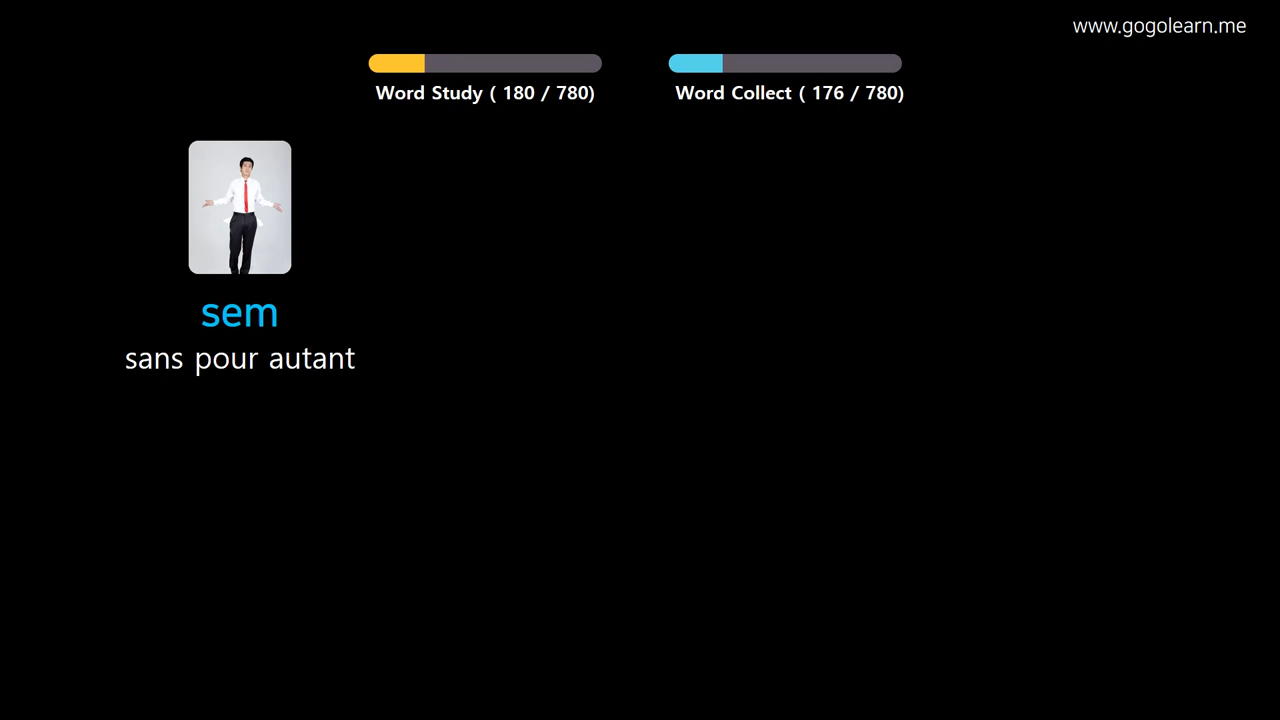 www.gogolearn.me
Word Study ( 180 / 780)
Word Collect ( 176 / 780)
sem
sans pour autant